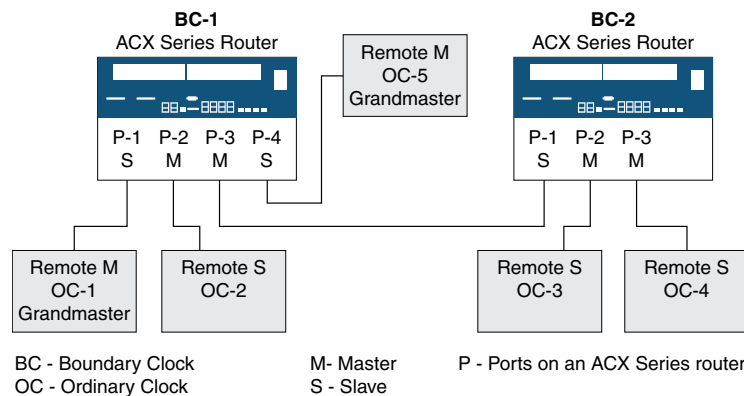 BC-1
ACX Series Router
BC-2
ACX Series Router
Remote M
OC-5
Grandmaster
P-1 P-2 P-3 P-4
S M M S
P-1 P-2 P-3
S M M
Remote M
OC-1
Grandmaster
Remote S
OC-2
Remote S
OC-3
Remote S
OC-4
BC - Boundary Clock
OC - Ordinary Clock
M- Master
S - Slave
P - Ports on an ACX Series router